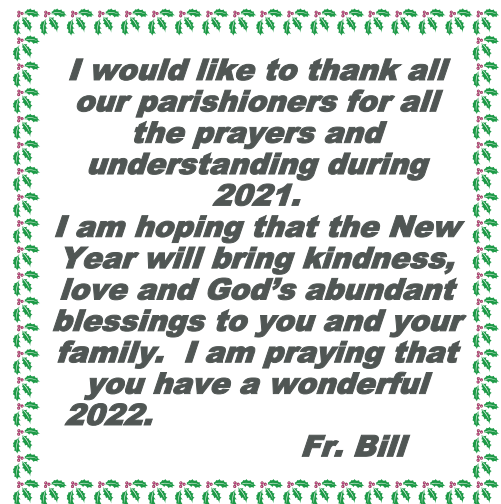 I would like to thank all
our parishioners for all
the prayers and
understanding during
2021.
I am hoping that the New
Year will bring kindness,
love and God’s abundant
blessings to you and your
family.  I am praying that
you have a wonderful
2022.
Fr. Bill